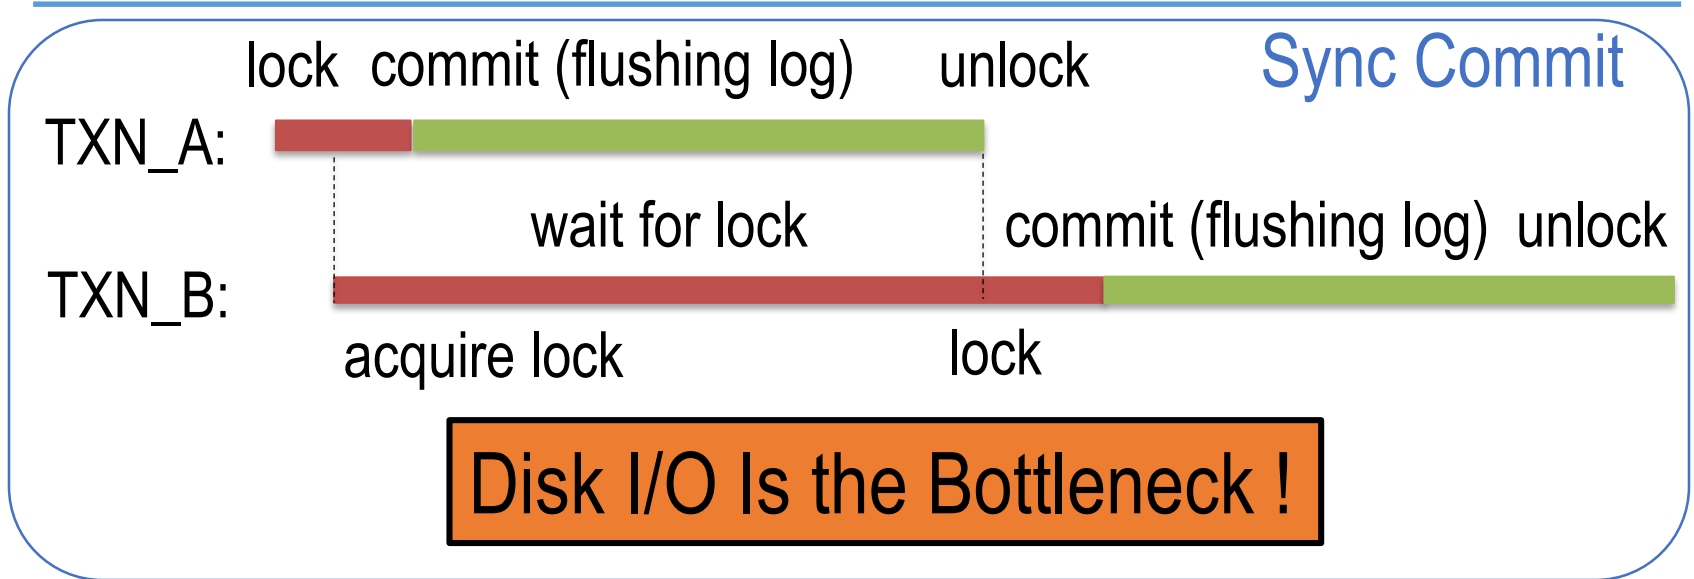 Sync Commit
lock commit (flushing log) unlock
TXN_A:
wait for lock commit (flushing log) unlock
TXN_B:
acquire lock lock
Disk I/O Is the Bottleneck !